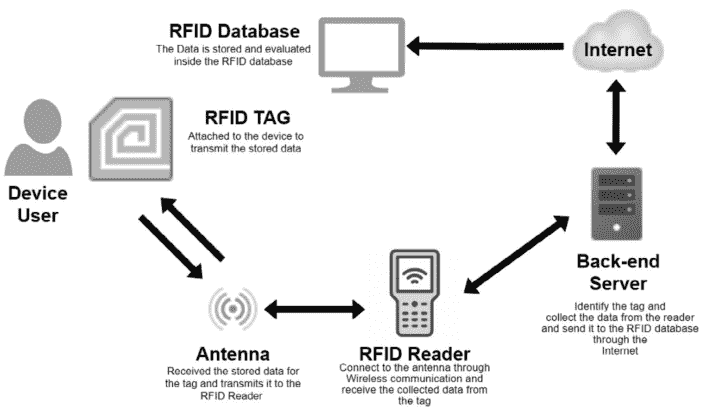 RFID Database
The Data is stored and evaluated
inside the RFID database
Internet
RFID TAG
Attached to the device to
transmit the stored data
Device
User
Back-end
Server
Identify the tag and
collect the data from the reader
and send it to the RFID database
through the
Internet
Antenna
Received the stored data for
the tag and transmits it to the
RFID Reader
RFID Reader
Connect to the antenna through
Wireless communication and
receive the collected data from
the tag